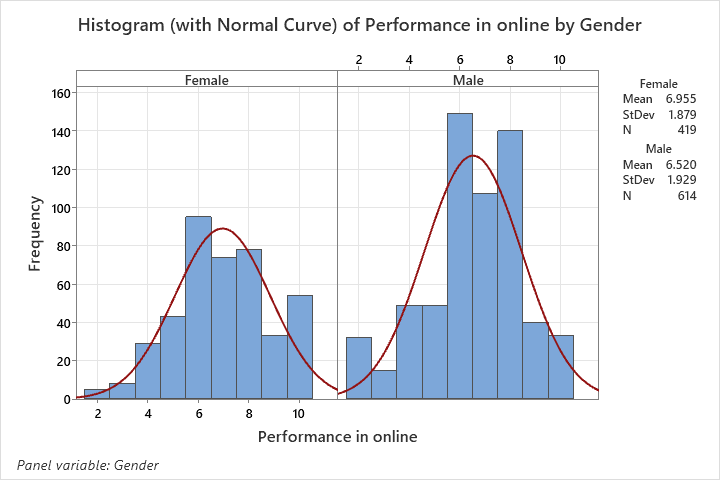 Histogram (with Normal Curve) of Performance in online by Gender
2 4 6 8 10
Female Male
160
140
120
100
80
60
40
20
0
Frequency
2 4 6 8 10
Performance in online
Female
Mean 6.955
StDev 1.879
N 419
Male
Mean 6.520
StDev 1.929
N 614
Panel variable: Gender